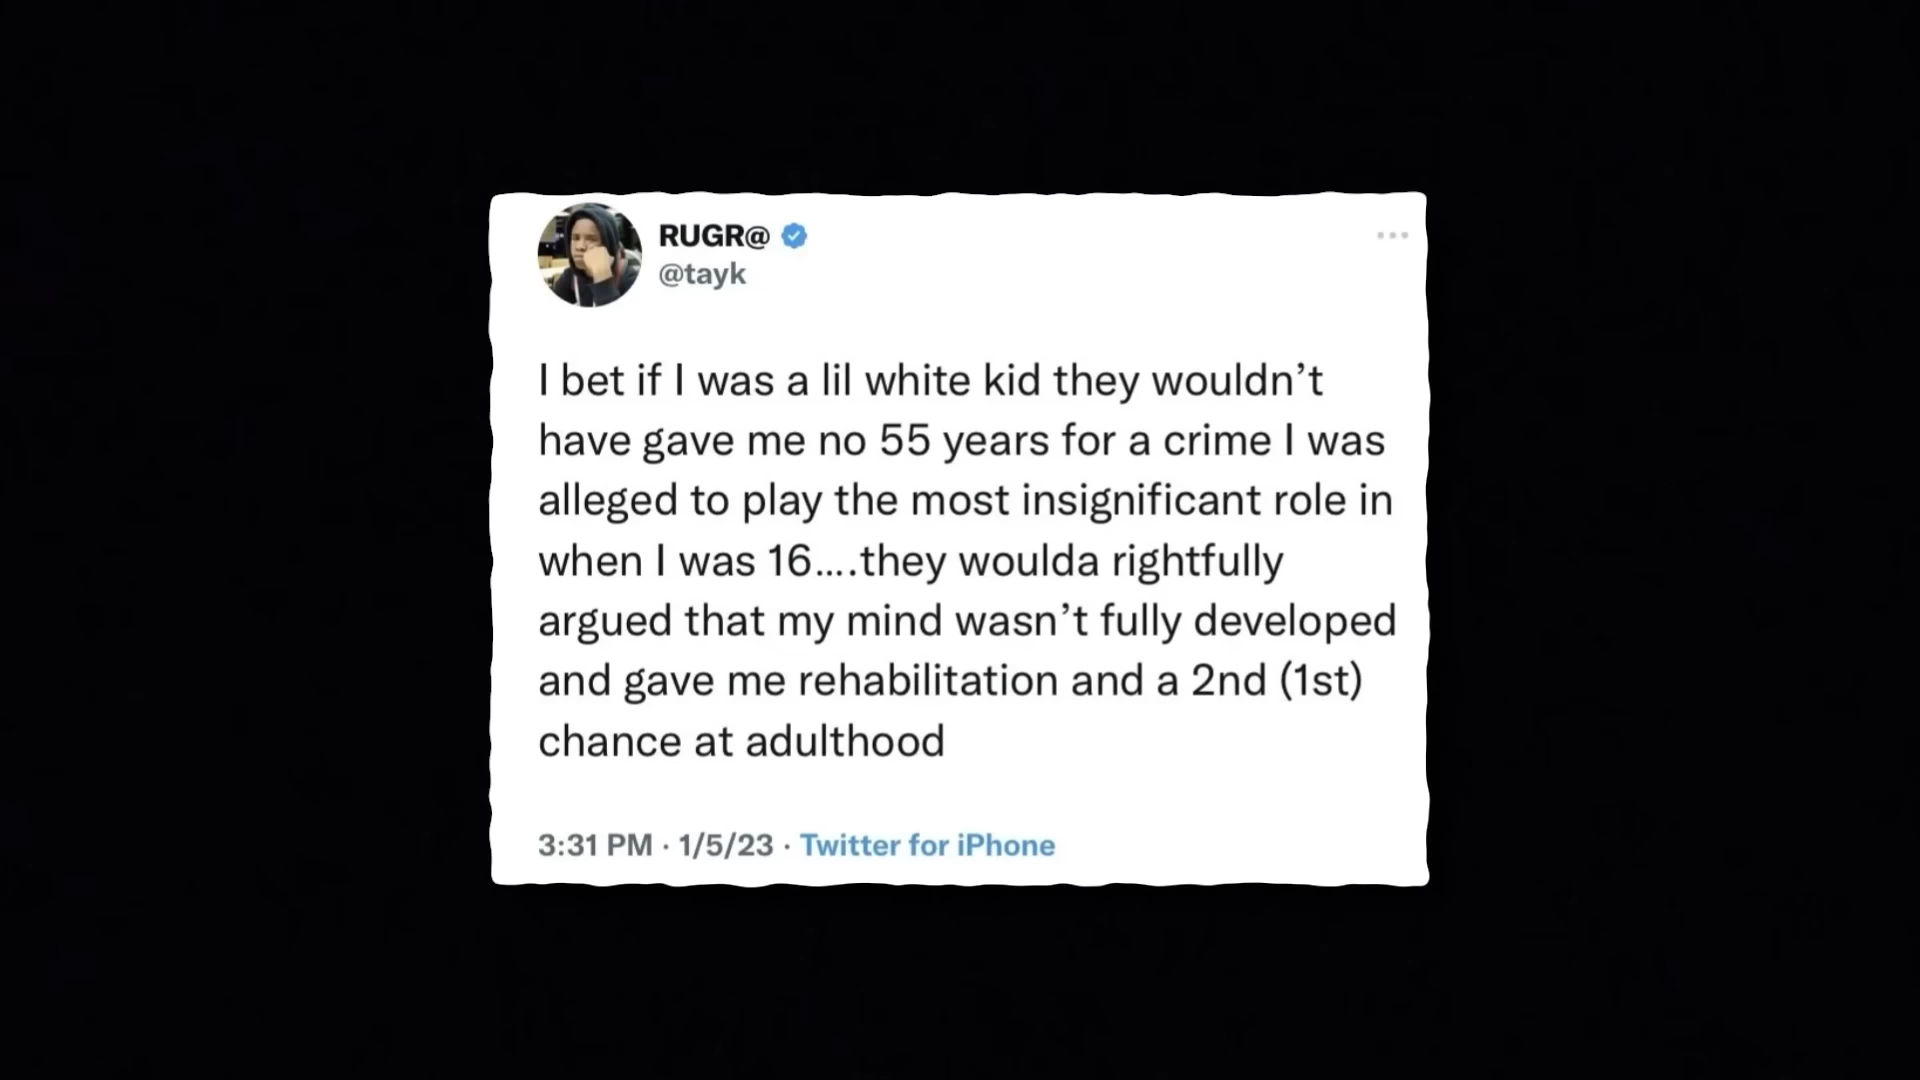 RUGR@
@tayk
I bet if I was a lil white kid they wouldn’t
have gave me no 55 years for a crime I was
alleged to play the most insignificant role in
when I was 16....they woulda rightfully
argued that my mind wasn’t fully developed
and gave me rehabilitation and a 2nd (1st)
chance at adulthood
3:31 PM · 1/5/23 · Twitter for iPhone